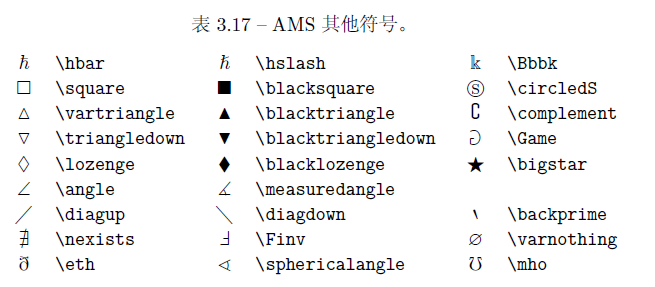 表 3.17 – AMS 其他符号。
ℏ \hbar ℏ \hslash 𝕜 \Bbbk
□ \square ■ \blacksquare Ⓢ \circledS
△ \vartriangle ▲ \blacktriangle ∁ \complement
▽ \triangledown ▼ \blacktriangledown ⅁ \Game
◊ \lozenge ⧫ \blacklozenge ★ \bigstar
∠ \angle ∡ \measuredangle
╱ \diagup ╲ \diagdown ‵ \backprime
∄ \nexists Ⅎ \Finv ∅ \varnothing
ð \eth ∢ \sphericalangle ℧ \mho